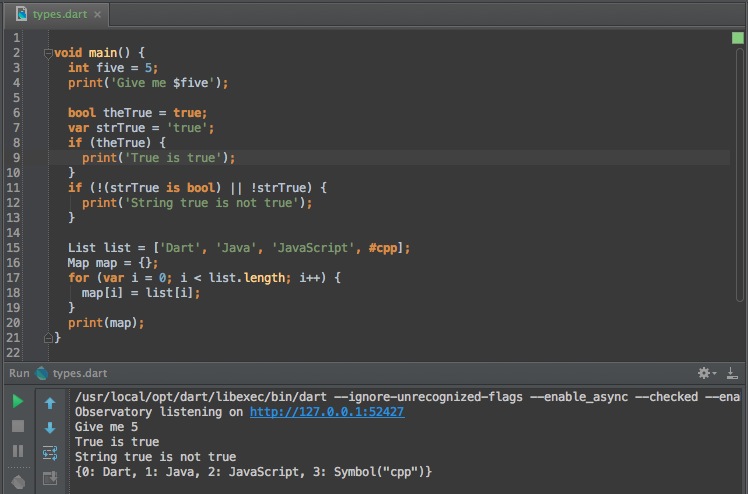 types.dart ×
1
2 void main() {
3 int five = 5;
4 print('Give me $five');
5
6 bool theTrue = true;
7 var strTrue = 'true';
8 if (theTrue) {
9 print('True is true');
10 }
11 if (!(strTrue is bool) || !strTrue) {
12 print('String true is not true');
13 }
14
15 List list = ['Dart', 'Java', 'JavaScript', #cpp];
16 Map map = {};
17 for (var i = 0; i < list.length; i++) {
18 map[i] = list[i];
19 }
20 print(map);
21 }
22
Run types.dart
/usr/local/opt/dart/libexec/bin/dart --ignore-unrecognized-flags --enable_async --checked --ena
Observatory listening on http://127.0.0.1:52427
Give me 5
True is true
String true is not true
{0: Dart, 1: Java, 2: JavaScript, 3: Symbol("cpp")}